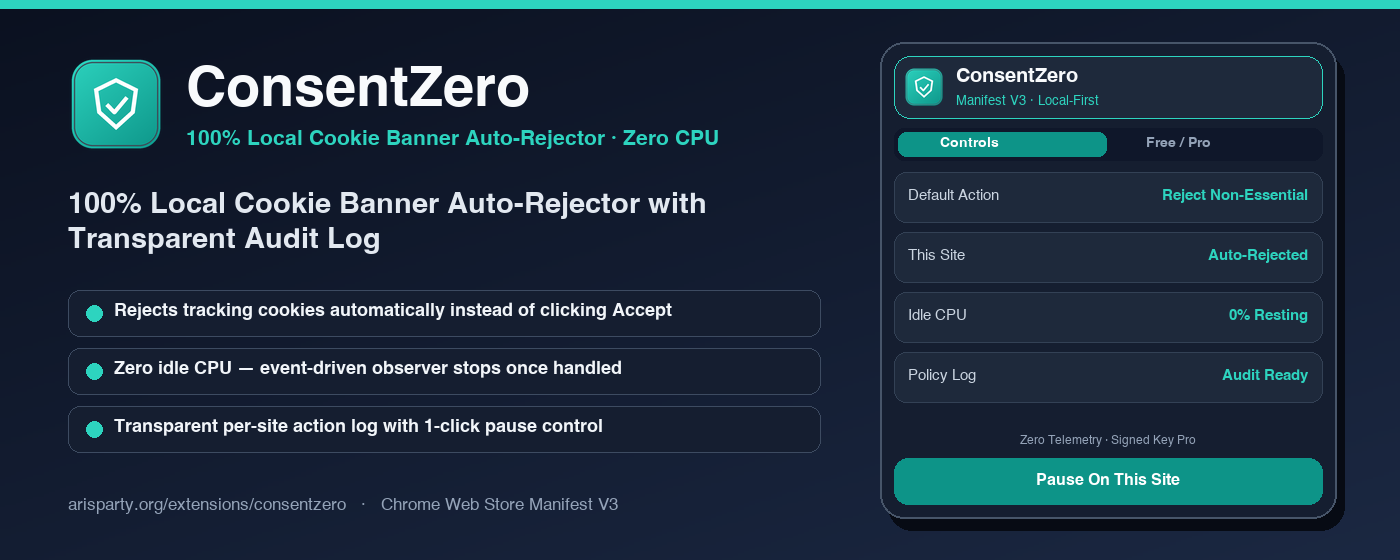 ConsentZero
100% Local Cookie Banner Auto-Rejector · Zero CPU
100% Local Cookie Banner Auto-Rejector with
Transparent Audit Log
Rejects tracking cookies automatically instead of clicking Accept
Zero idle CPU — event-driven observer stops once handled
Transparent per-site action log with 1-click pause control
arisparty.org/extensions/consentzero · Chrome Web Store Manifest V3
ConsentZero
Manifest V3 · Local-First
Controls Free / Pro
Default Action Reject Non-Essential
This Site Auto-Rejected
Idle CPU 0% Resting
Policy Log Audit Ready
Zero Telemetry · Signed Key Pro
Pause On This Site